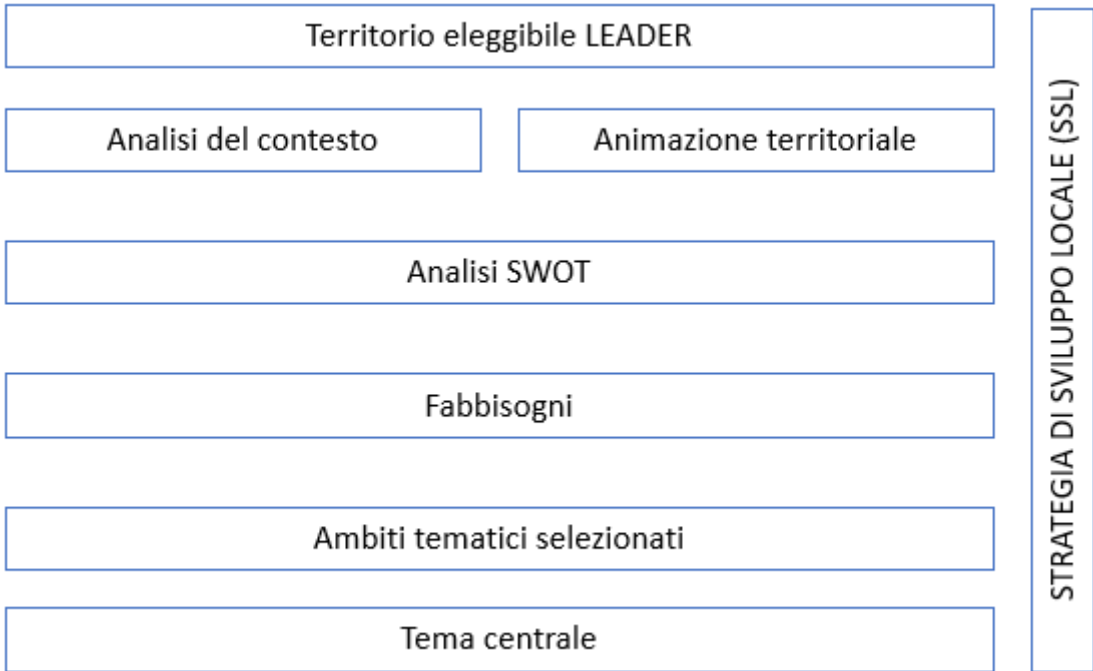 Territorio eleggibile LEADER
Analisi del contesto
Animazione territoriale
Analisi SWOT
Fabbisogni
Ambiti tematici selezionati
Tema centrale
STRATEGIA DI SVILUPPO LOCALE (SSL)